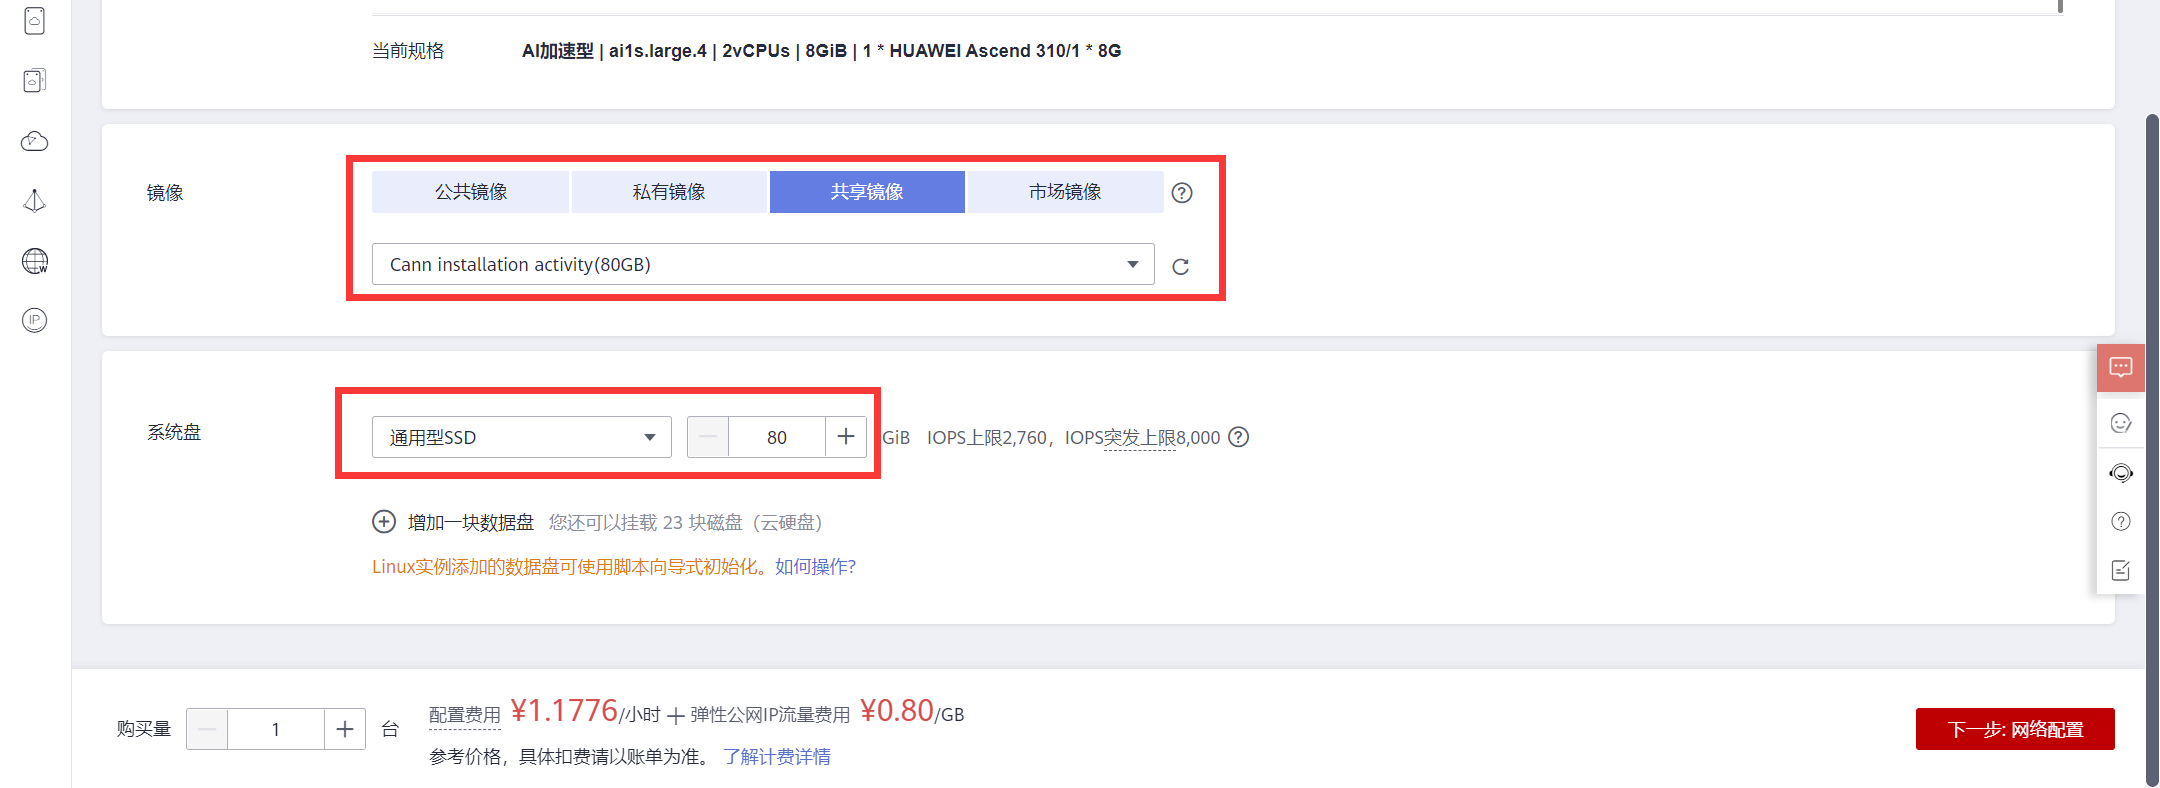 当前规格 AI加速型 | ai1s.large.4 | 2vCPUs | 8GiB | 1 * HUAWEI Ascend 310/1 * 8G
镜像 公共镜像 私有镜像 共享镜像 市场镜像 ?
Cann installation activity(80GB)
系统盘 通用型SSD 80 GiB IOPS上限2,760，IOPS突发上限8,000 ?
增加一块数据盘 您还可以挂载 23 块磁盘（云硬盘）
Linux实例添加的数据盘可使用脚本向导式初始化。如何操作?
购买量 1 台 配置费用 ¥1.1776/小时 + 弹性公网IP流量费用 ¥0.80/GB
参考价格，具体扣费请以账单为准。 了解计费详情
下一步: 网络配置
W
IP
?